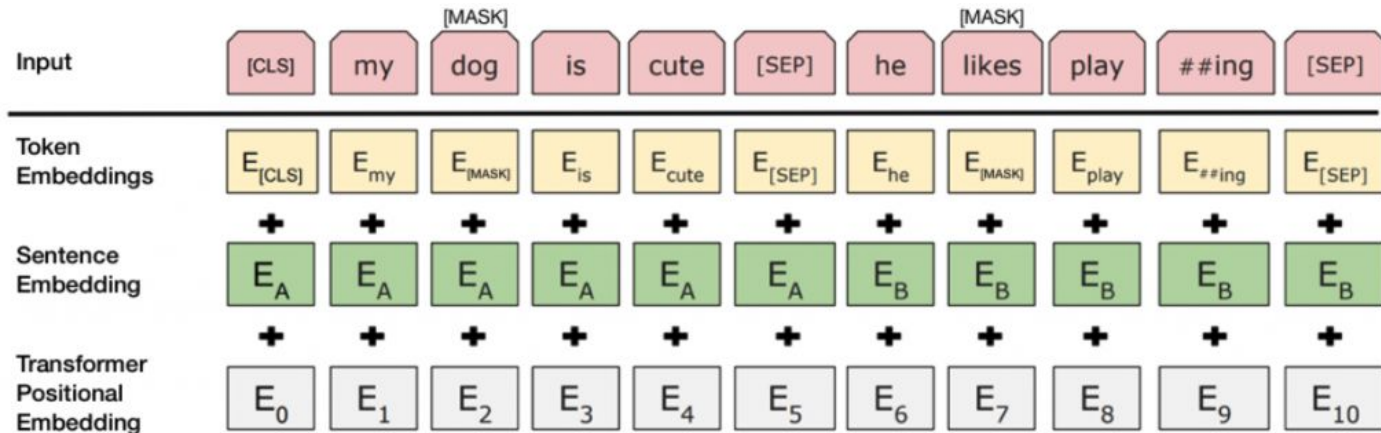 [MASK] [MASK]
Input [CLS] my dog is cute [SEP] he likes play ##ing [SEP]
Token
Embeddings E[CLS] Emy E[MASK] Eis Ecute E[SEP] Ehe E[MASK] Eplay E##ing E[SEP]
+ + + + + + + + + + +
Sentence
Embedding EA EA EA EA EA EA EB EB EB EB EB
+ + + + + + + + + + +
Transformer
Positional
Embedding E0 E1 E2 E3 E4 E5 E6 E7 E8 E9 E10